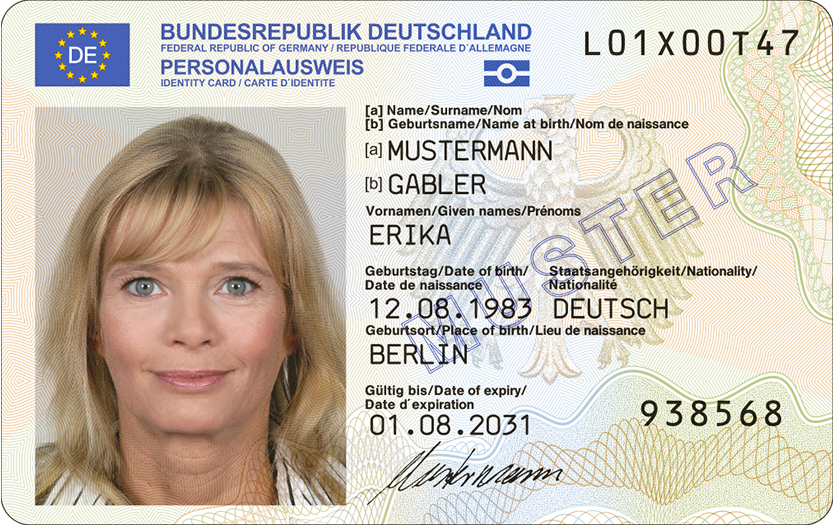 DE
BUNDESREPUBLIK DEUTSCHLAND
FEDERAL REPUBLIC OF GERMANY / REPUBLIQUE FEDERALE D´ALLEMAGNE
PERSONALAUSWEIS
IDENTITY CARD / CARTE D´IDENTITE
L01X00T47
[a] Name/Surname/Nom
[b] Geburtsname/Name at birth/Nom de naissance
[a] MUSTERMANN
[b] GABLER
Vornamen/Given names/Prénoms
ERIKA
Geburtstag/Date of birth/
Date de naissance
Staatsangehörigkeit/Nationality/
Nationalité
12.08.1983 DEUTSCH
Geburtsort/Place of birth/Lieu de naissance
BERLIN
Gültig bis/Date of expiry/
Date d´expiration
01.08.2031
938568
Mustermann
MUSTER